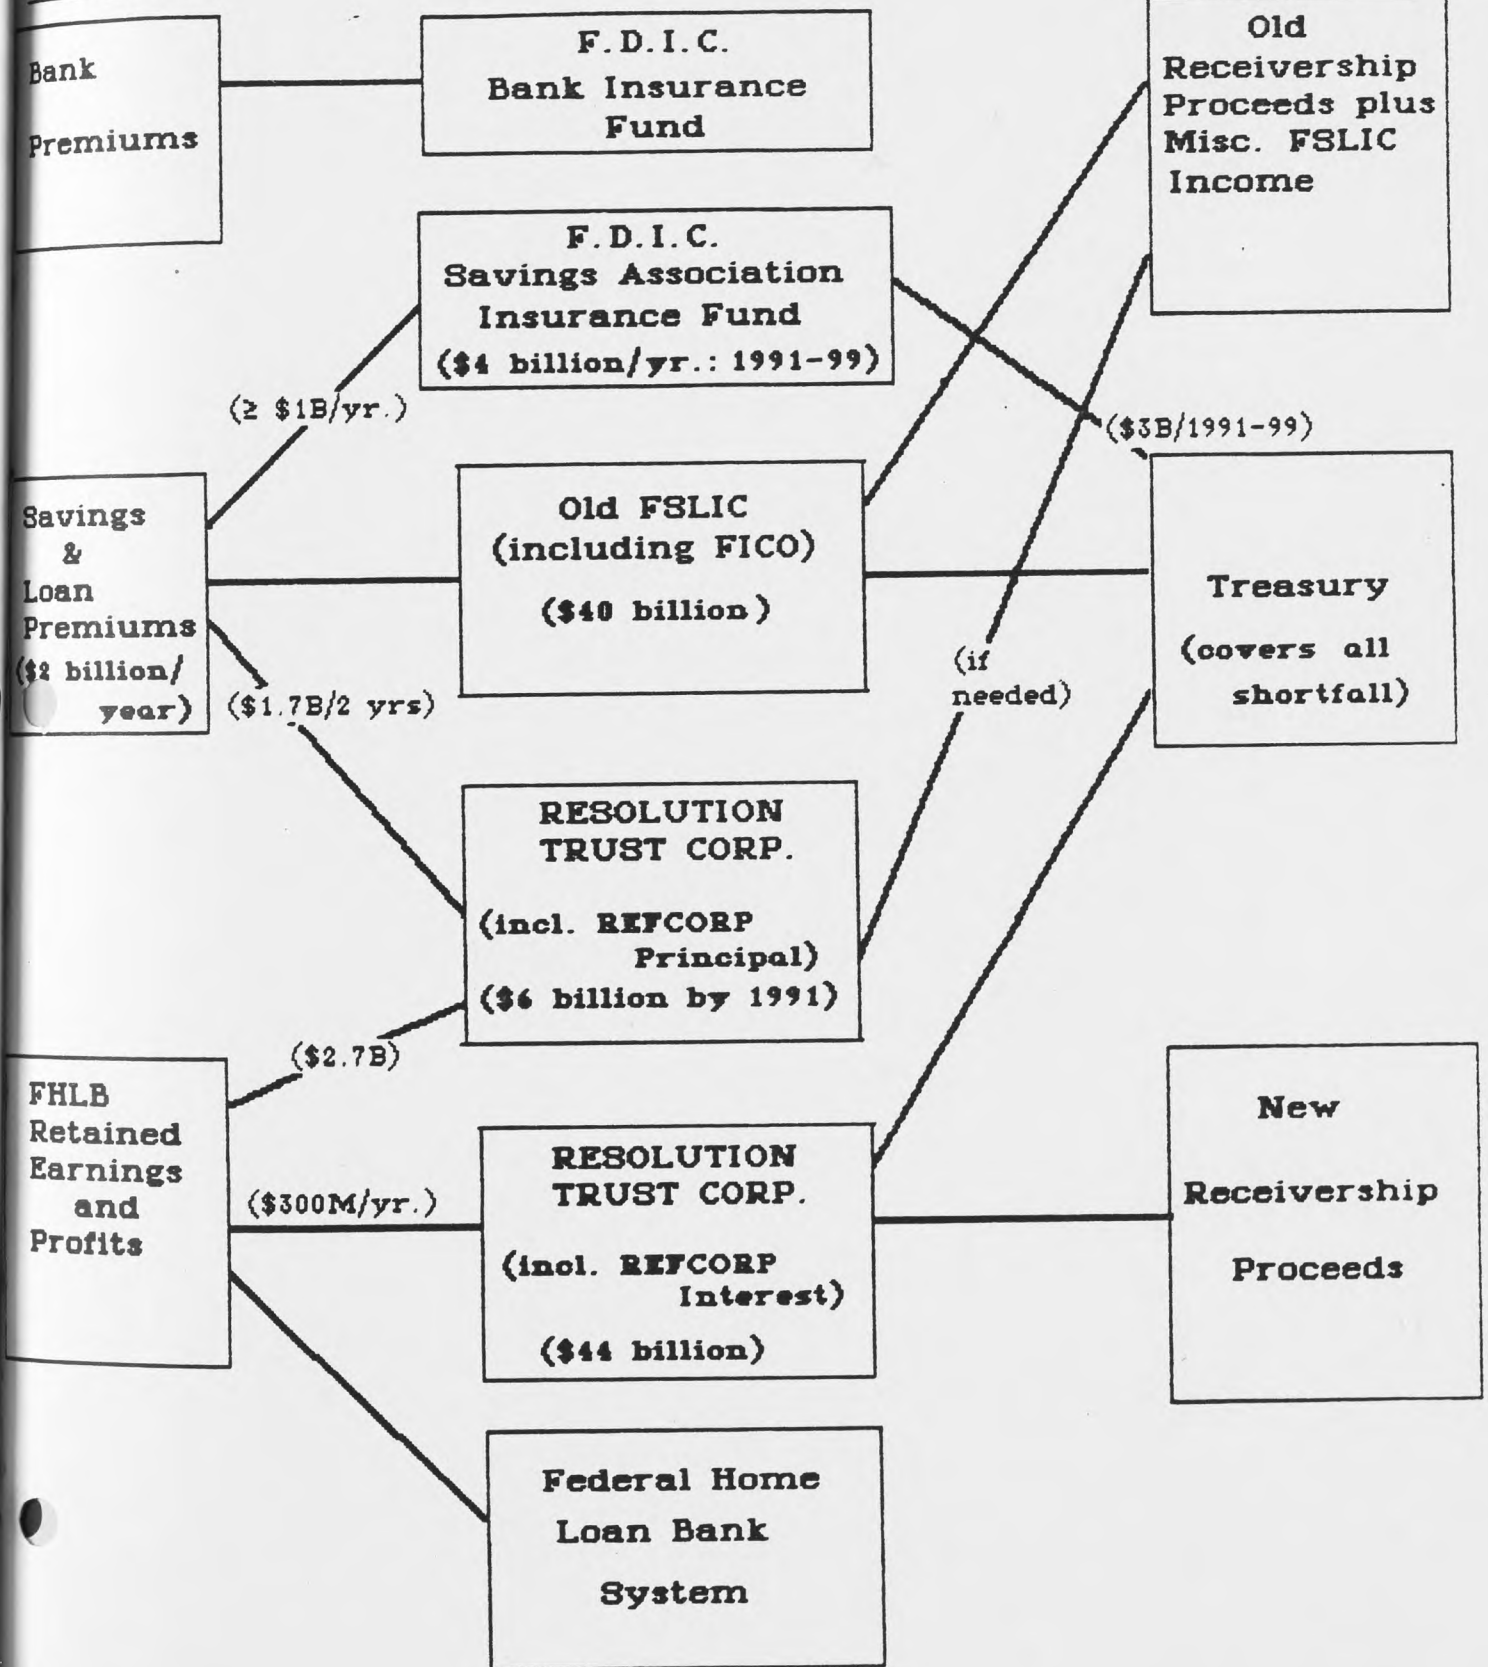 Bank
Premiums
F.D.I.C.
Bank Insurance
Fund
Old
Receivership
Proceeds plus
Misc. FSLIC
Income
F.D.I.C.
Savings Association
Insurance Fund
($4 billion/yr.: 1991-99)
(≥ $1B/yr.)
($3B/1991-99)
Savings
&
Loan
Premiums
($2 billion/
year)
Old FSLIC
(including FICO)
($40 billion)
Treasury
(covers all
shortfall)
($1.7B/2 yrs)
(if
needed)
RESOLUTION
TRUST CORP.
(incl. REFCORP
Principal)
($6 billion by 1991)
($2.7B)
FHLB
Retained
Earnings
and
Profits
($300M/yr.)
RESOLUTION
TRUST CORP.
(incl. REFCORP
Interest)
($44 billion)
New
Receivership
Proceeds
Federal Home
Loan Bank
System